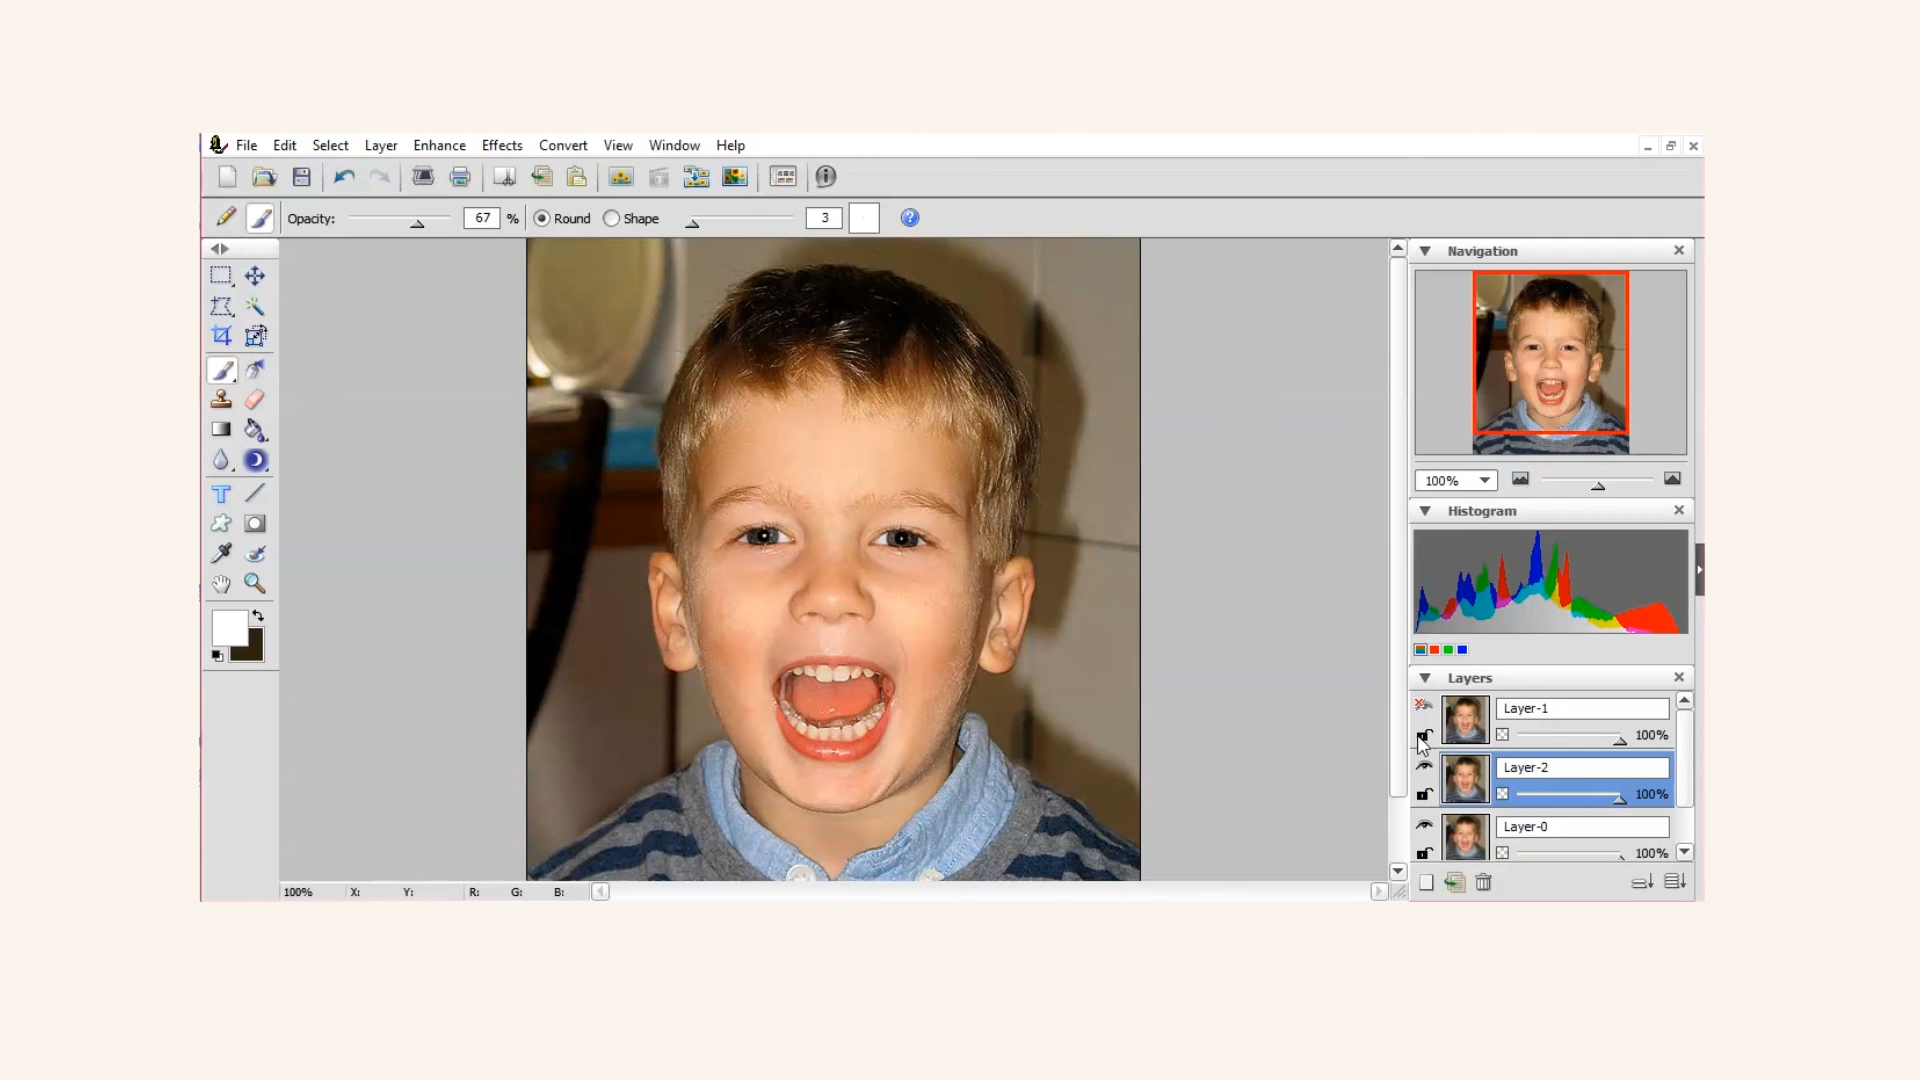 File Edit Select Layer Enhance Effects Convert View Window Help
Opacity: 67 % Round Shape 3
Navigation
100%
Histogram
Layers
Layer-1
100%
Layer-2
100%
Layer-0
100%
100% X: Y: R: G: B: